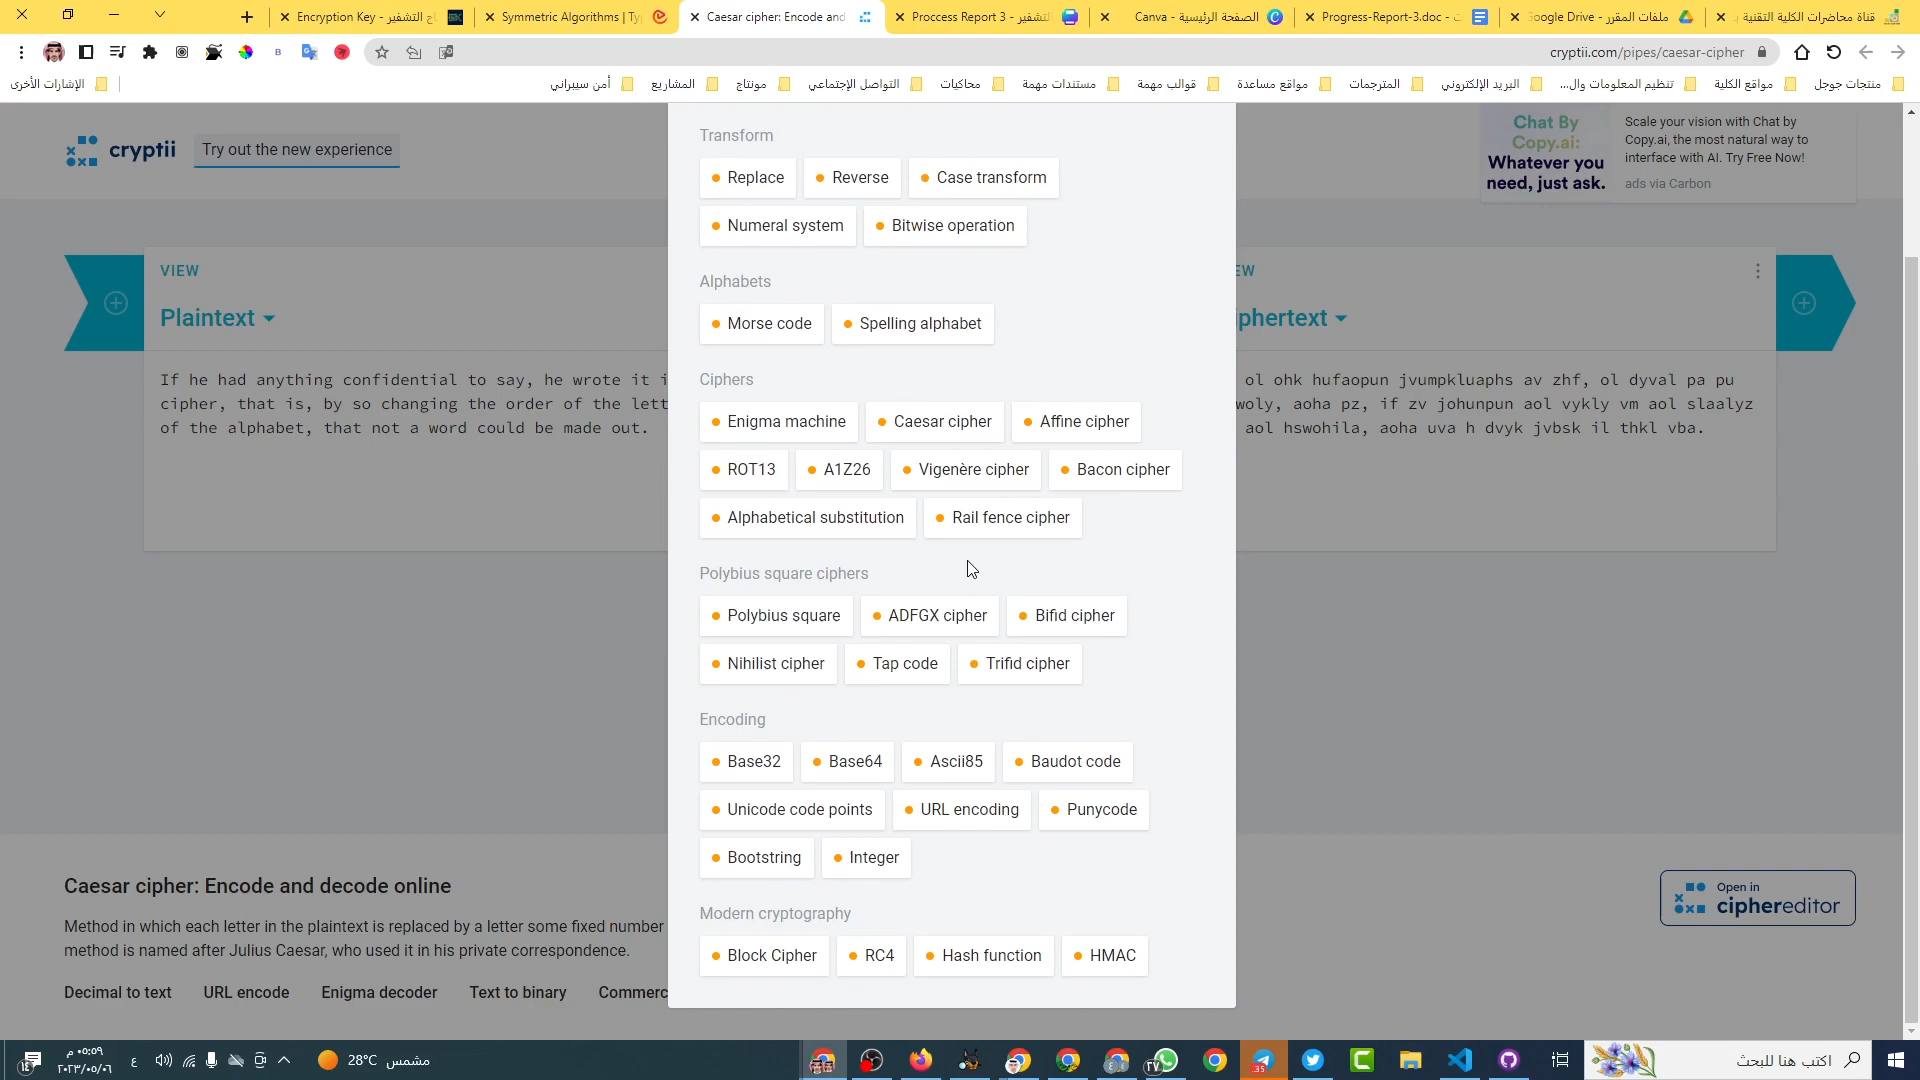 Encryption Key - مفتاح التشفير
Symmetric Algorithms | Ty
Caesar cipher: Encode and
Proccess Report 3 - التشفير
Canva - الصفحة الرئيسية
Progress-Report-3.doc
Google Drive - ملفات المقرر
قناة محاضرات الكلية التقنية
cryptii.com/pipes/caesar-cipher
الإشارات الأخرى
أمن سيبراني
المشاريع
مونتاج
التواصل الإجتماعي
محاكيات
مستندات مهمة
قوالب مهمة
مواقع مساعدة
المترجمات
البريد الإلكتروني
تنظيم المعلومات وال...
مواقع الكلية
منتجات جوجل
cryptii
Try out the new experience
Chat By
Copy.ai:
Whatever you
need, just ask.
Scale your vision with Chat by
Copy.ai, the most natural way to
interface with AI. Try Free Now!
ads via Carbon
VIEW
Plaintext
If he had anything confidential to say, he wrote it i
cipher, that is, by so changing the order of the lett
of the alphabet, that not a word could be made out.
Transform
Replace
Reverse
Case transform
Numeral system
Bitwise operation
Alphabets
Morse code
Spelling alphabet
Ciphers
Enigma machine
Caesar cipher
Affine cipher
ROT13
A1Z26
Vigenère cipher
Bacon cipher
Alphabetical substitution
Rail fence cipher
Polybius square ciphers
Polybius square
ADFGX cipher
Bifid cipher
Nihilist cipher
Tap code
Trifid cipher
Encoding
Base32
Base64
Ascii85
Baudot code
Unicode code points
URL encoding
Punycode
Bootstring
Integer
Modern cryptography
Block Cipher
RC4
Hash function
HMAC
EW
phertext
ol ohk hufaopun jvumpkluaphs av zhf, ol dyval pa pu
woly, aoha pz, if zv johunpun aol vykly vm aol slaalyz
aol hswohila, aoha uva h dvyk jvbsk il thkl vba.
Caesar cipher: Encode and decode online
Method in which each letter in the plaintext is replaced by a letter some fixed number
method is named after Julius Caesar, who used it in his private correspondence.
Decimal to text
URL encode
Enigma decoder
Text to binary
Commerc
Open in
ciphereditor
٠٥:٥٩ م
٢٠٢٣/٠٥/٠٦
ع
28°C مشمس
35
اكتب هنا للبحث